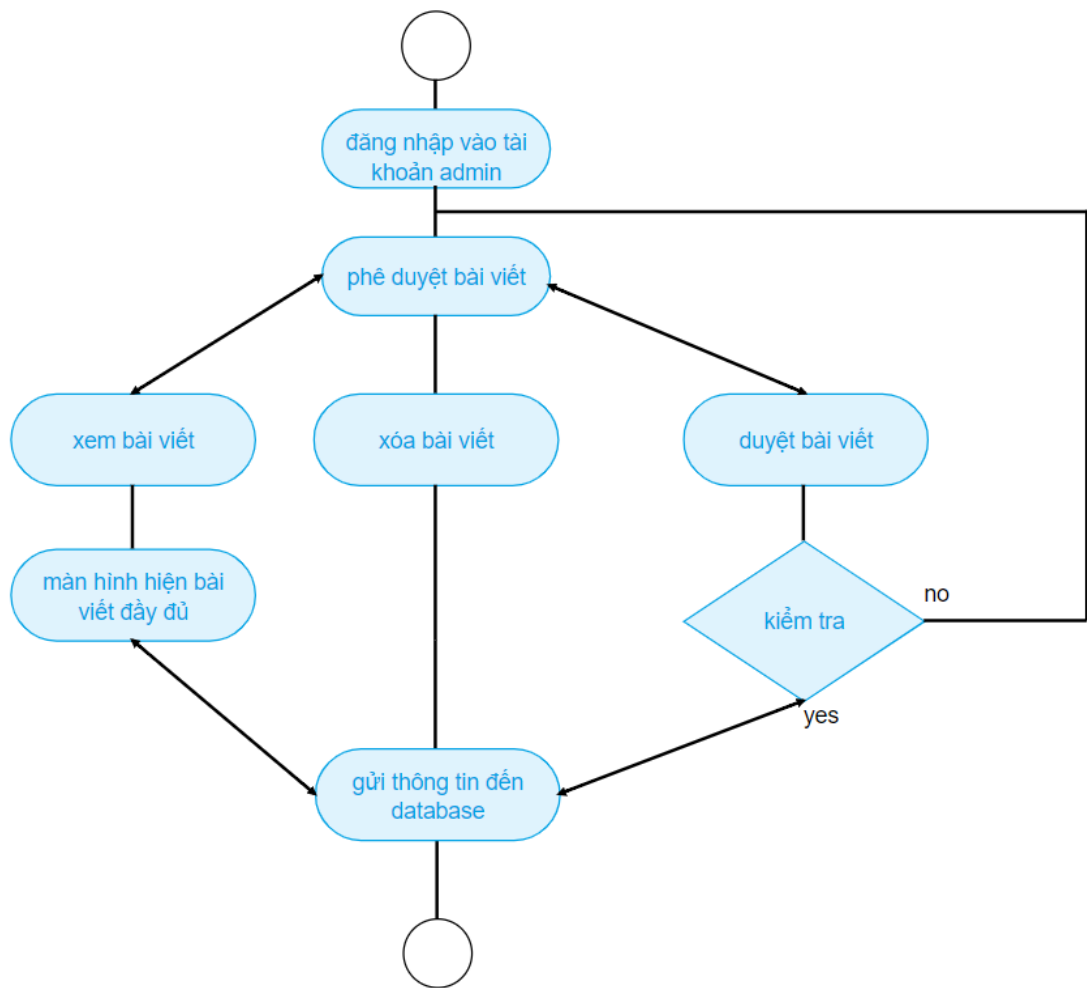 đăng nhập vào tài
khoản admin
phê duyệt bài viết
xem bài viết
xóa bài viết
duyệt bài viết
màn hình hiện bài
viết đầy đủ
kiểm tra
no
yes
gửi thông tin đến
database